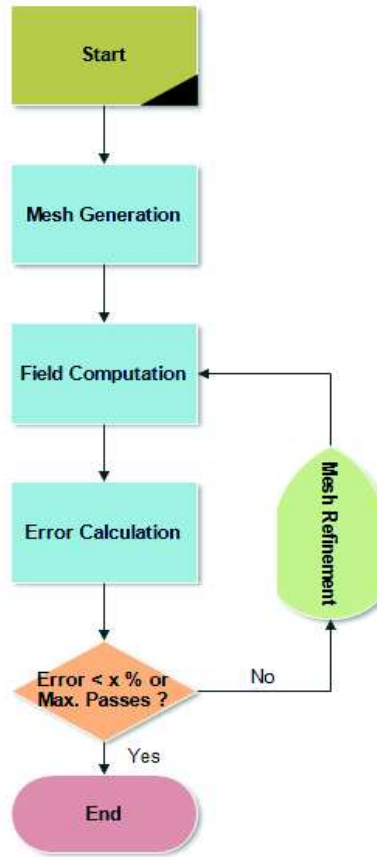 Start
Mesh Generation
Field Computation
Error Calculation
Mesh Refinement
Error < x % or
Max. Passes ?
No
Yes
End